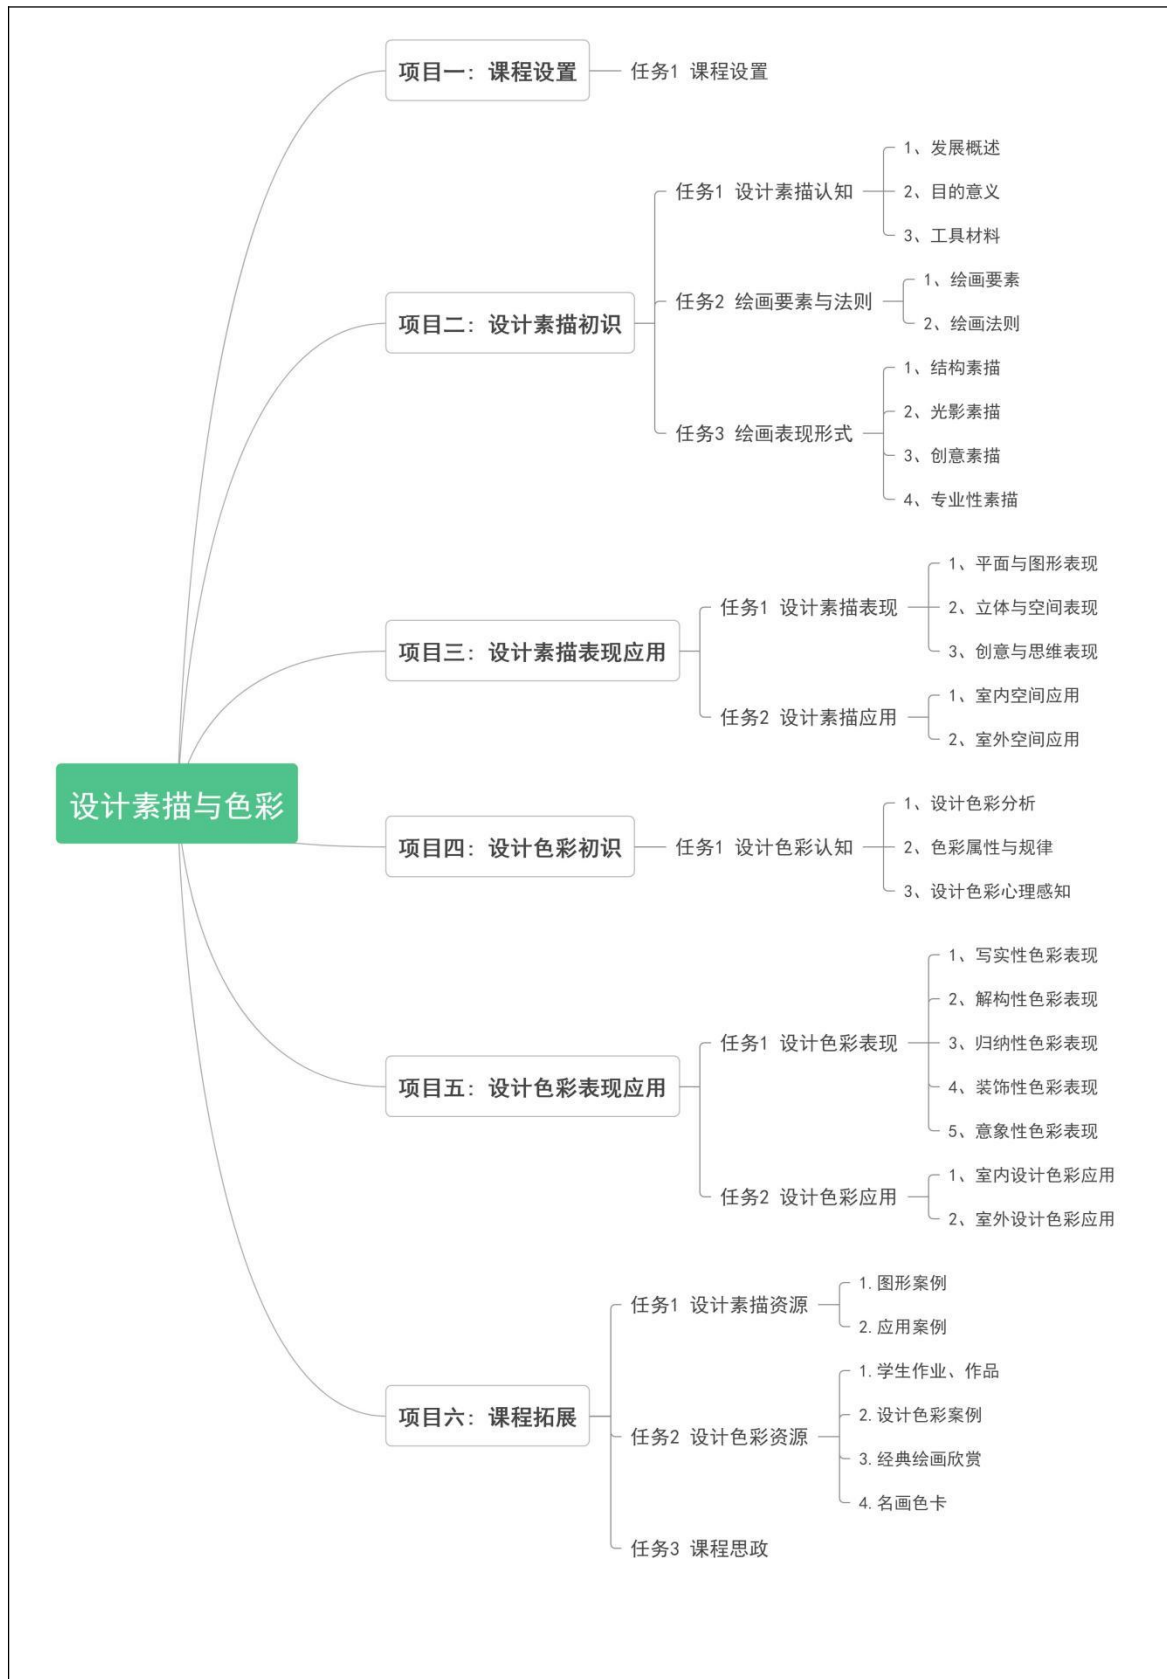 设计素描与色彩
项目一：课程设置
任务1 课程设置
项目二：设计素描初识
任务1 设计素描认知
1、发展概述
2、目的意义
3、工具材料
任务2 绘画要素与法则
1、绘画要素
2、绘画法则
任务3 绘画表现形式
1、结构素描
2、光影素描
3、创意素描
4、专业性素描
项目三：设计素描表现应用
任务1 设计素描表现
1、平面与图形表现
2、立体与空间表现
3、创意与思维表现
任务2 设计素描应用
1、室内空间应用
2、室外空间应用
项目四：设计色彩初识
任务1 设计色彩认知
1、设计色彩分析
2、色彩属性与规律
3、设计色彩心理感知
项目五：设计色彩表现应用
任务1 设计色彩表现
1、写实性色彩表现
2、解构性色彩表现
3、归纳性色彩表现
4、装饰性色彩表现
5、意象性色彩表现
任务2 设计色彩应用
1、室内设计色彩应用
2、室外设计色彩应用
项目六：课程拓展
任务1 设计素描资源
1.图形案例
2.应用案例
任务2 设计色彩资源
1.学生作业、作品
2.设计色彩案例
3.经典绘画欣赏
4.名画色卡
任务3 课程思政